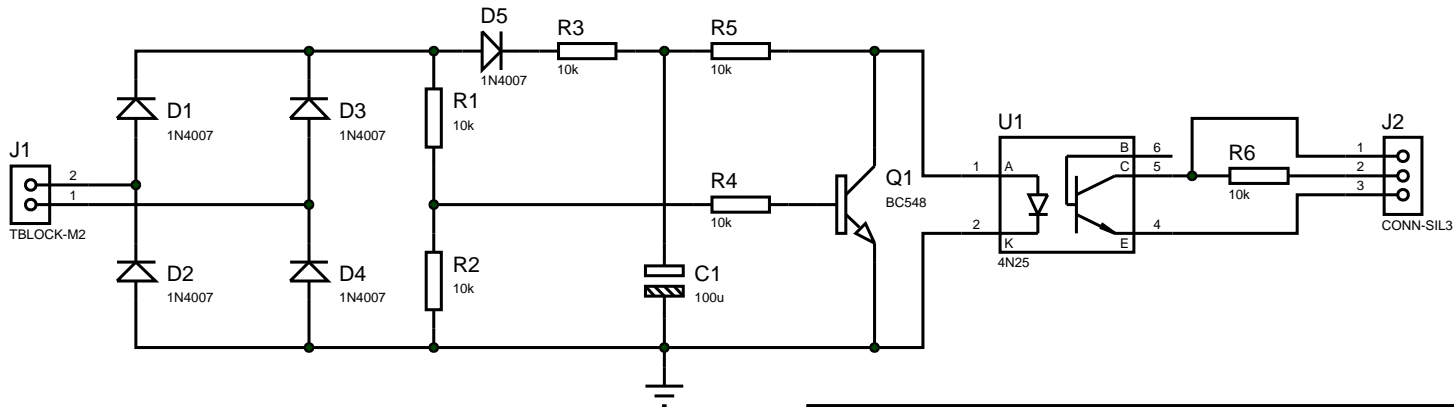 D5
1N4007
R3
10k
R5
10k
D1
1N4007
D3
1N4007
R1
10k
J1
2
1
TBLOCK-M2
R4
10k
Q1
BC548
U1
1
A
2
K
B
6
C
5
E
4
4N25
R6
10k
J2
1
2
3
CONN-SIL3
D2
1N4007
D4
1N4007
R2
10k
C1
100u